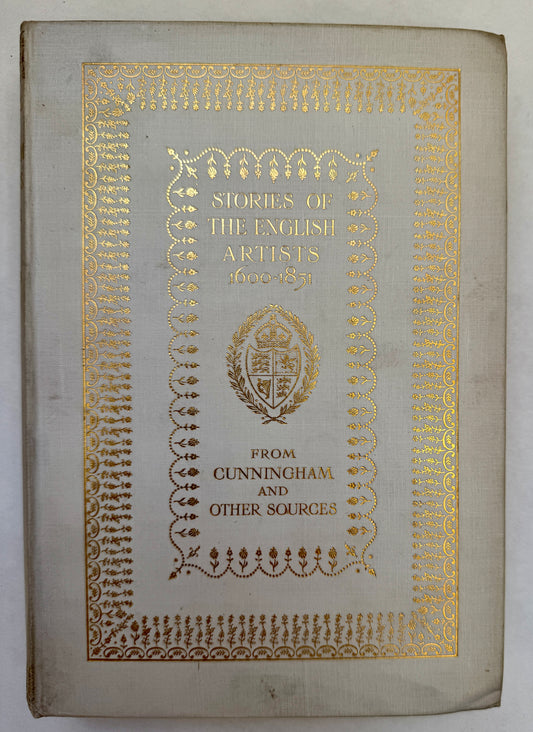 STORIES OF
THE ENGLISH
ARTISTS
1600-1851
FROM
CUNNINGHAM
AND
OTHER SOURCES